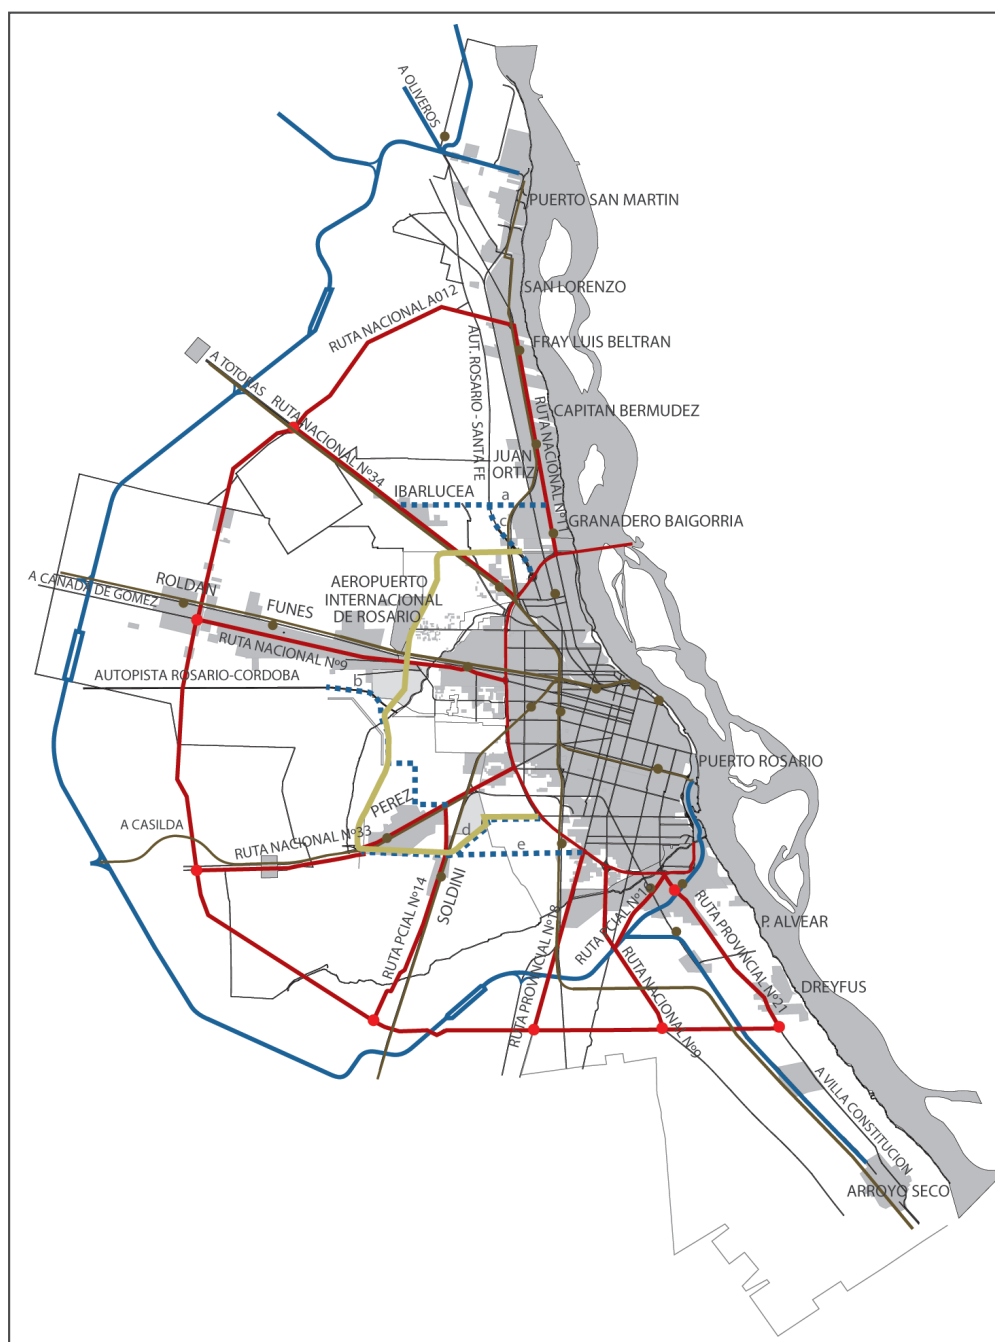 A OLIVEROS
PUERTO SAN MARTIN
SAN LORENZO
RUTA NACIONAL A012
AUT. ROSARIO - SANTA FE
FRAY LUIS BELTRAN
A TOTORAS
RUTA NACIONAL Nº34
RUTA NACIONAL Nº11
CAPITAN BERMUDEZ
JUAN
ORTIZ
IBARLUCEA
a
c
GRANADERO BAIGORRIA
A CAÑADA DE GOMEZ
ROLDAN
FUNES
AEROPUERTO
INTERNACIONAL
DE ROSARIO
RUTA NACIONAL Nº9
AUTOPISTA ROSARIO-CORDOBA
b
PUERTO ROSARIO
PEREZ
A CASILDA
RUTA NACIONAL Nº33
d
e
SOLDINI
RUTA PCIAL Nº14
RUTA PROVINCIAL Nº18
RUTA PCIAL
RUTA NACIONAL Nº9
RUTA PROVINCIAL Nº21
P. ALVEAR
DREYFUS
A VILLA CONSTITUCION
ARROYO SECO